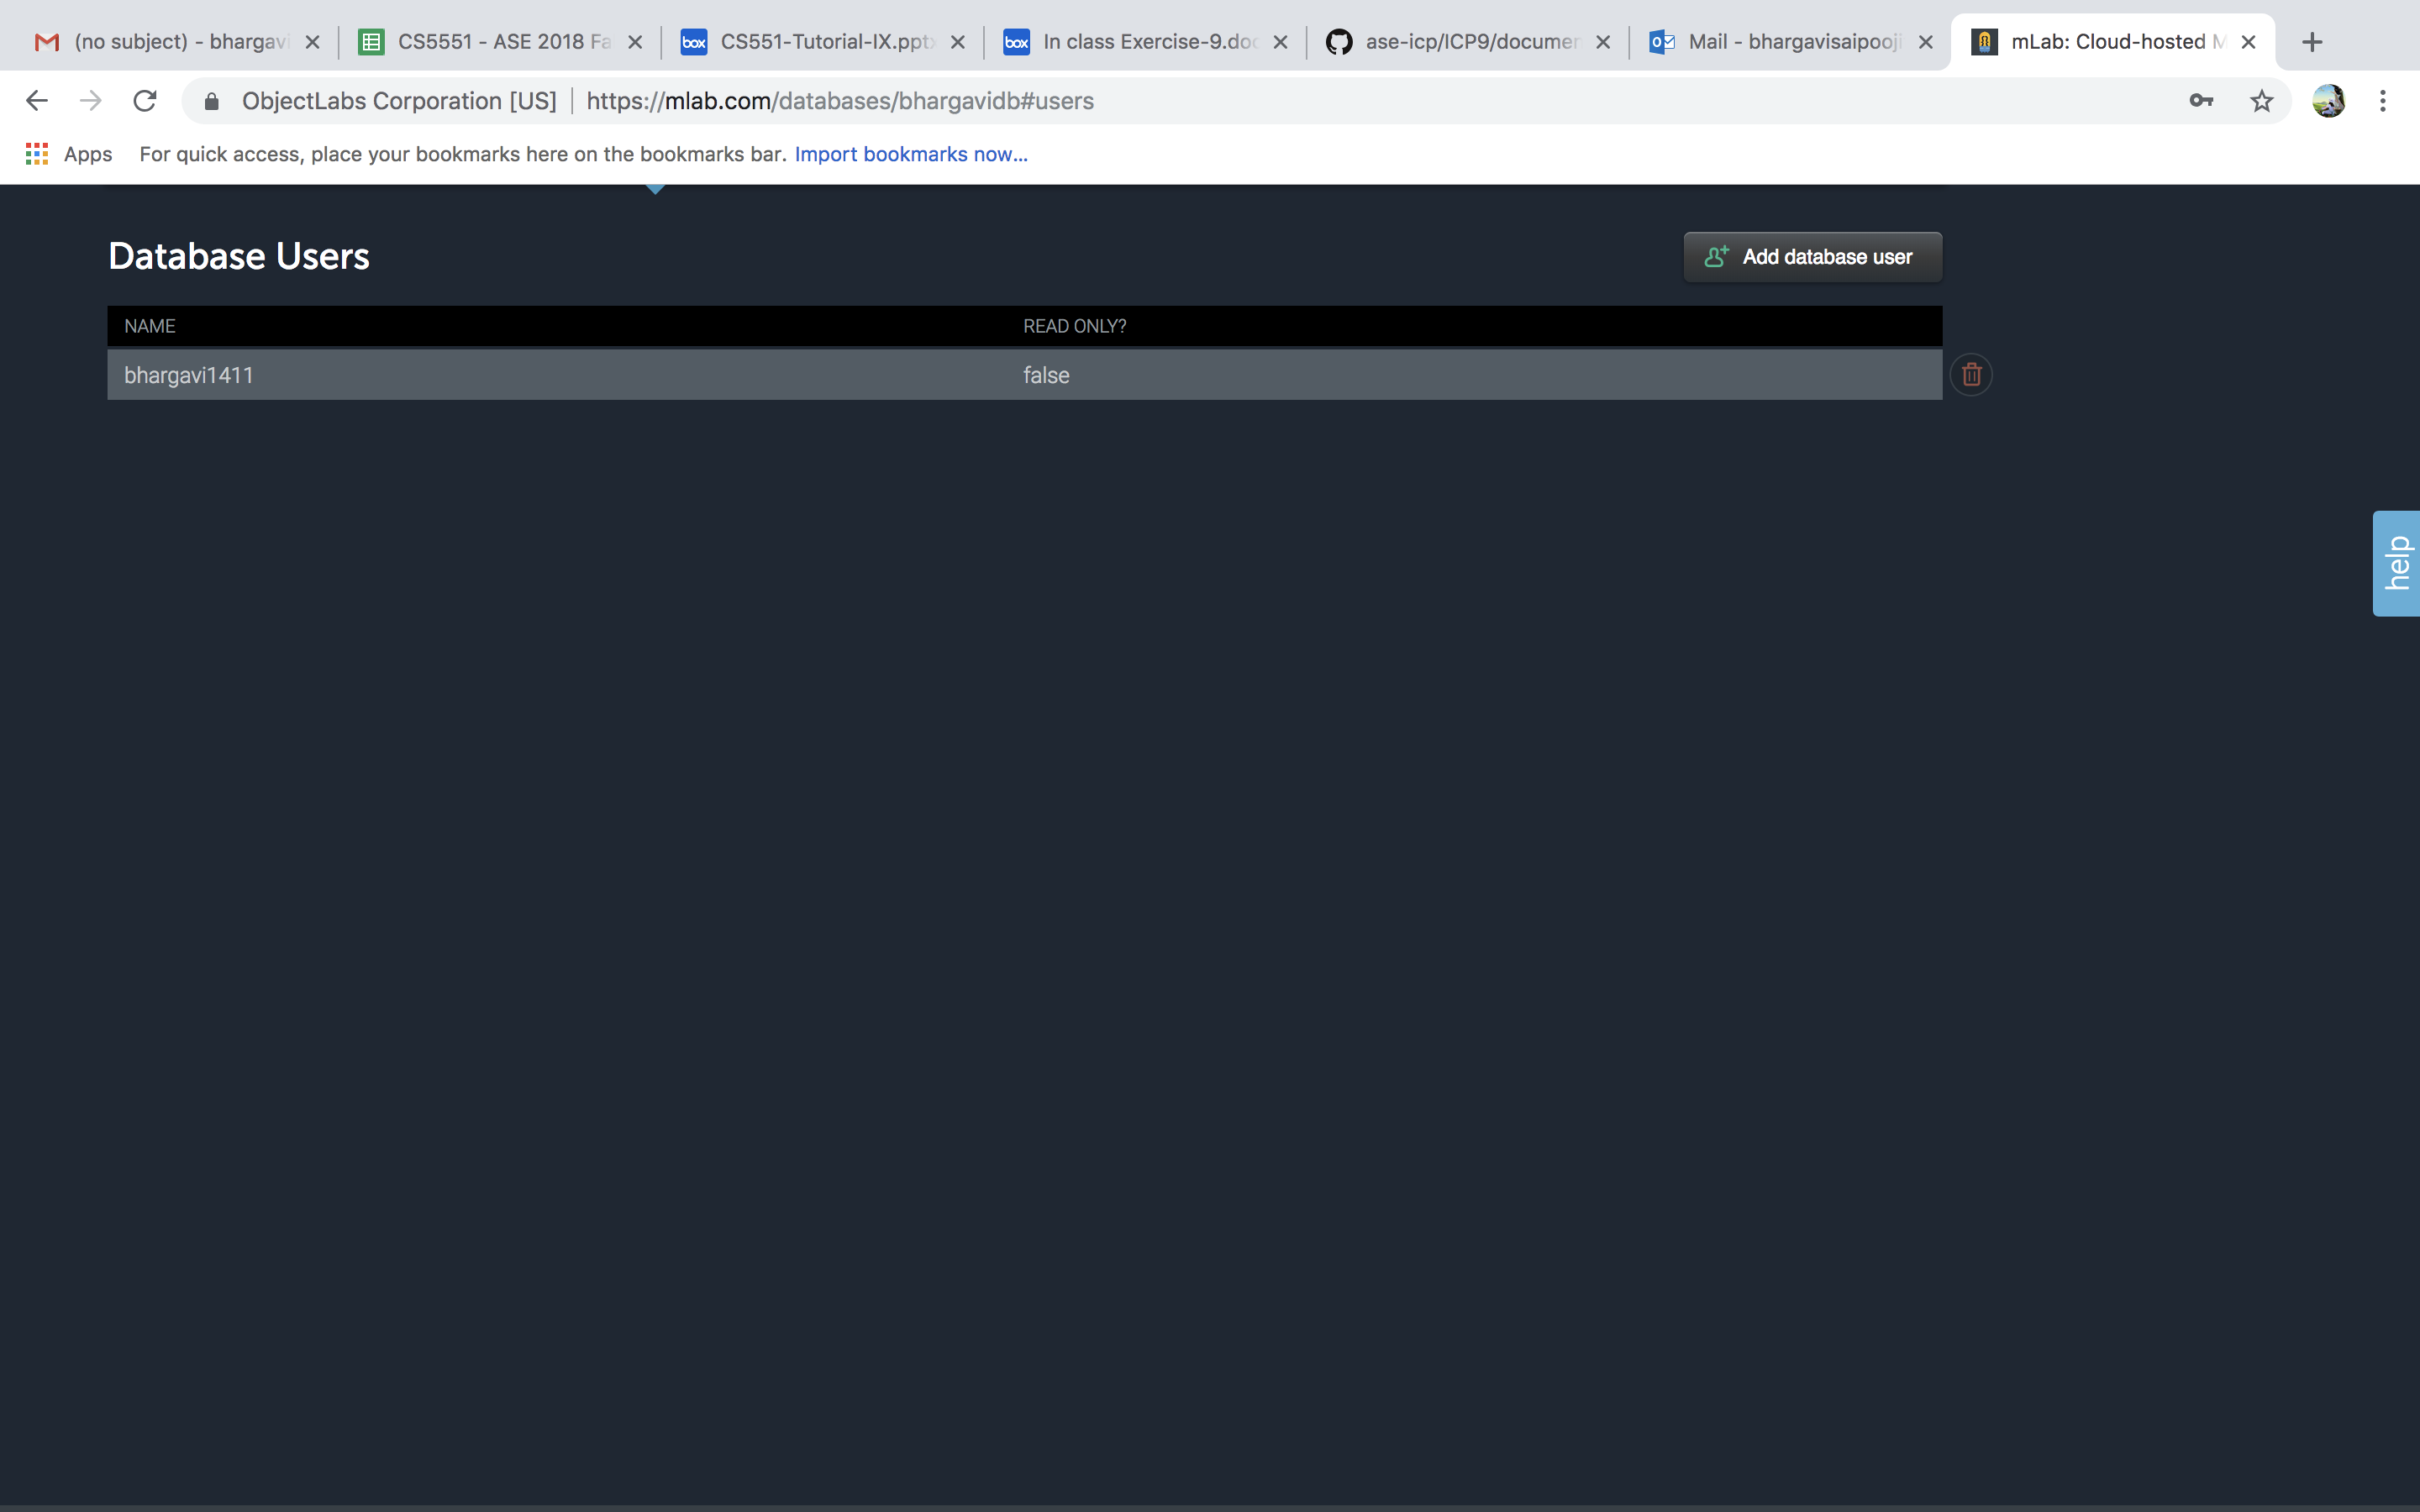 (no subject) - bhargavi
CS5551 - ASE 2018 Fa
box
CS551-Tutorial-IX.ppt
box
In class Exercise-9.doc
ase-icp/ICP9/documen
Mail - bhargavisaipooji
mLab: Cloud-hosted M
ObjectLabs Corporation [US] | https://mlab.com/databases/bhargavidb#users
Apps For quick access, place your bookmarks here on the bookmarks bar. Import bookmarks now...
Database Users
Add database user
NAME READ ONLY?
bhargavi1411 false
help